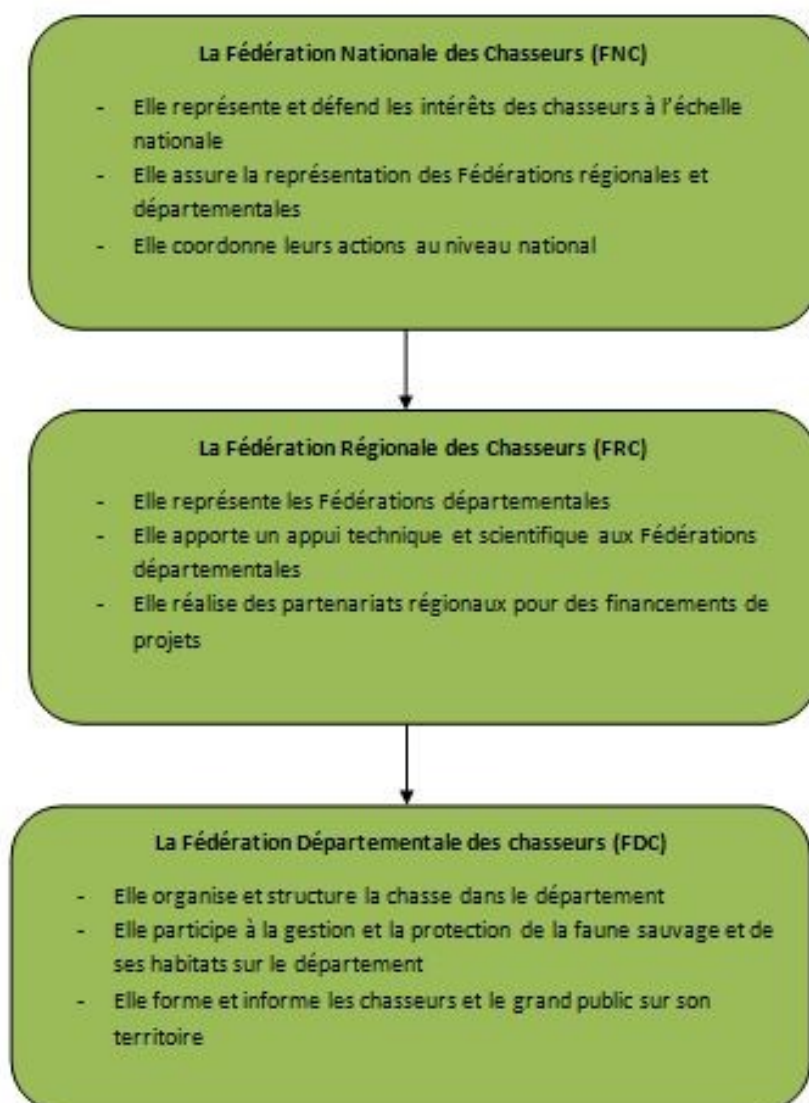 La Fédération Nationale des Chasseurs (FNC)
- Elle représente et défend les intérêts des chasseurs à l'échelle
nationale
- Elle assure la représentation des Fédérations régionales et
départementales
- Elle coordonne leurs actions au niveau national
La Fédération Régionale des Chasseurs (FRC)
- Elle représente les Fédérations départementales
- Elle apporte un appui technique et scientifique aux Fédérations
départementales
- Elle réalise des partenariats régionaux pour des financements de
projets
La Fédération Départementale des chasseurs (FDC)
- Elle organise et structure la chasse dans le département
- Elle participe à la gestion et la protection de la faune sauvage et de
ses habitats sur le département
- Elle forme et informe les chasseurs et le grand public sur son
territoire